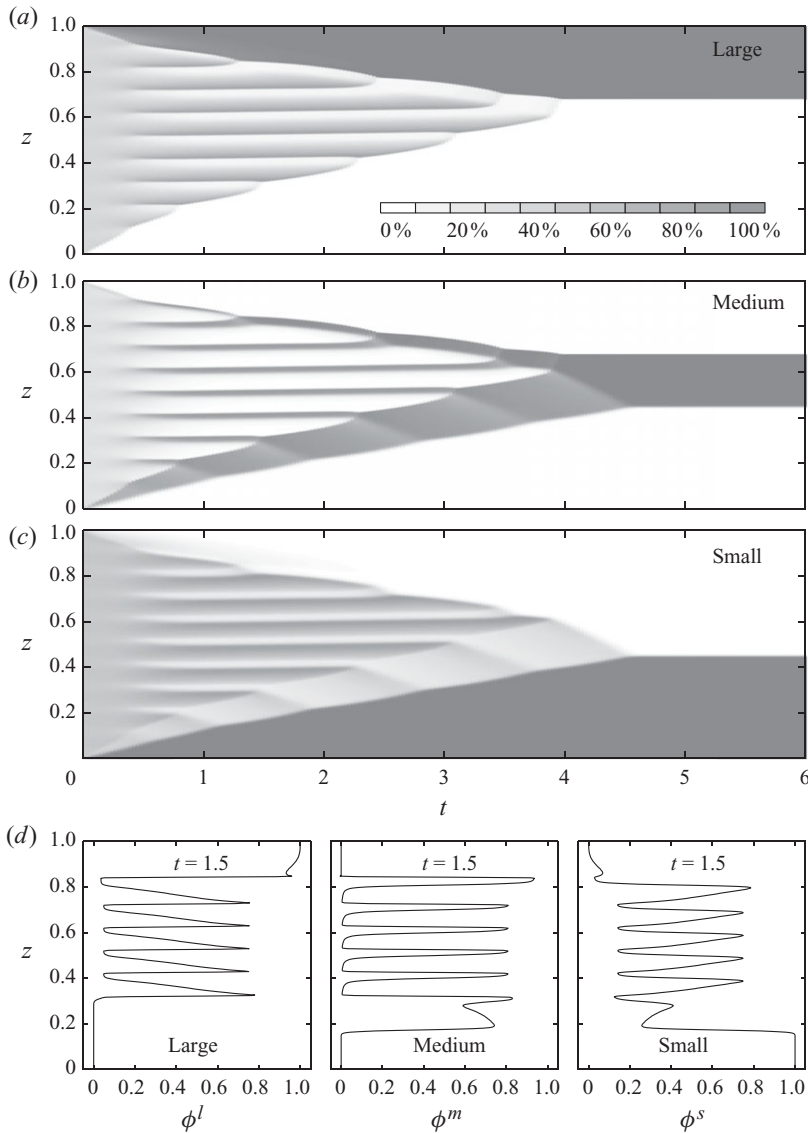 (a)
1.0
Large
0.8
0.6
z
0.4
0.2
0% 20% 40% 60% 80% 100%
0
(b)
1.0
Medium
0.8
0.6
z
0.4
0.2
0
(c)
1.0
Small
0.8
0.6
z
0.4
0.2
0 1 2 3 4 5 6
t
(d)
1.0
t = 1.5 t = 1.5 t = 1.5
0.8
0.6
z
0.4
0.2
Large Medium Small
0
0 0.2 0.4 0.6 0.8 1.0 0 0.2 0.4 0.6 0.8 1.0 0 0.2 0.4 0.6 0.8 1.0
ϕˡ ϕᵐ ϕˢ